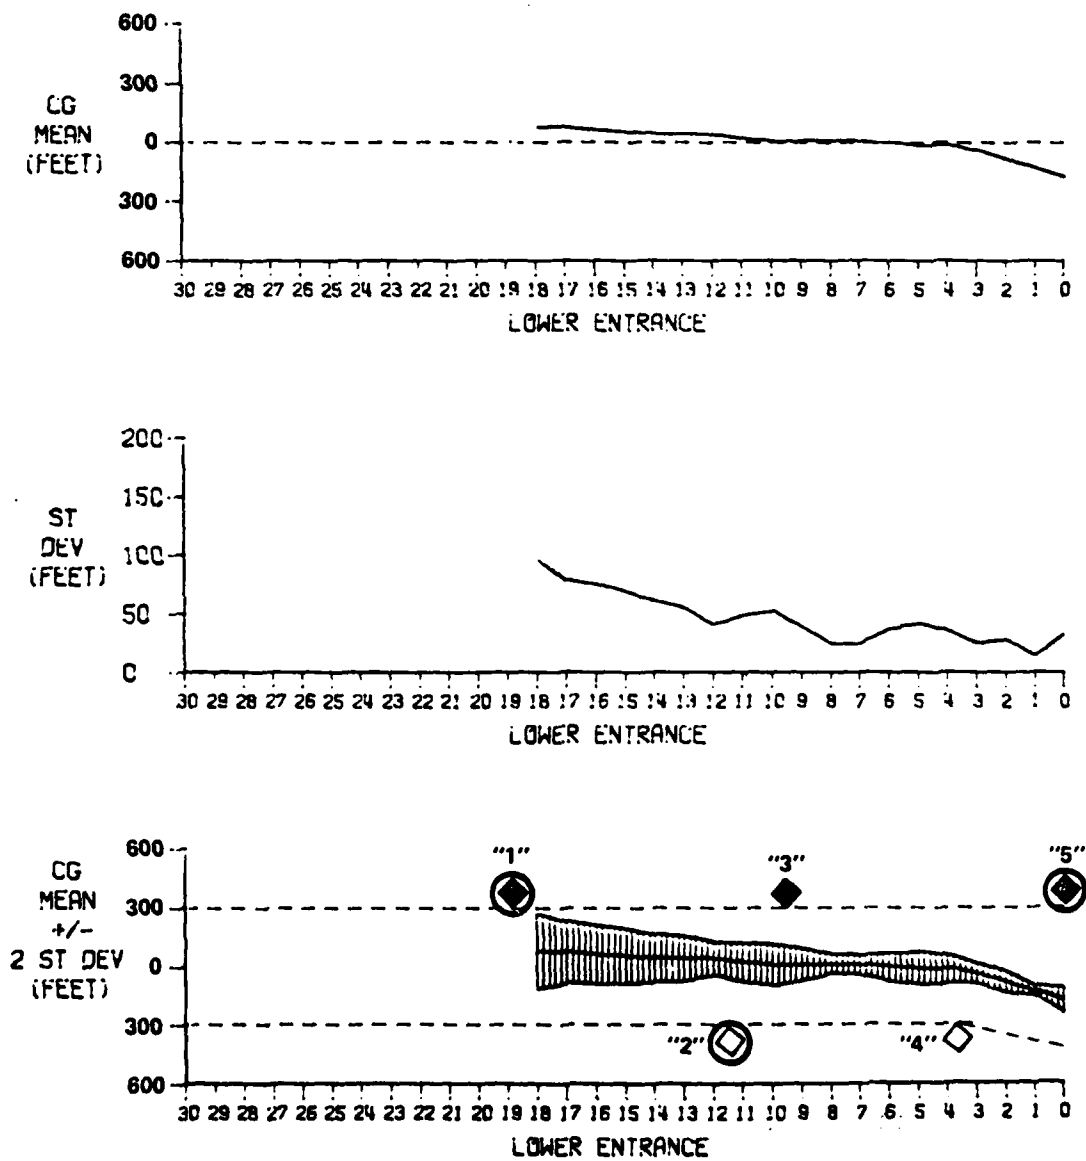 600
300
CG
MEAN
(FEET)
0
300
600
30 29 28 27 26 25 24 23 22 21 20 19 18 17 16 15 14 13 12 11 10 9 8 7 6 5 4 3 2 1 0
LOWER ENTRANCE
200
150
ST
DEV
(FEET)
100
50
0
30 29 28 27 26 25 24 23 22 21 20 19 18 17 16 15 14 13 12 11 10 9 8 7 6 5 4 3 2 1 0
LOWER ENTRANCE
600
"1"
"3"
"5"
CG
MEAN
+/-
2 ST DEV
(FEET)
300
0
300
"2"
"4"
600
30 29 28 27 26 25 24 23 22 21 20 19 18 17 16 15 14 13 12 11 10 9 8 7 6 5 4 3 2 1 0
LOWER ENTRANCE